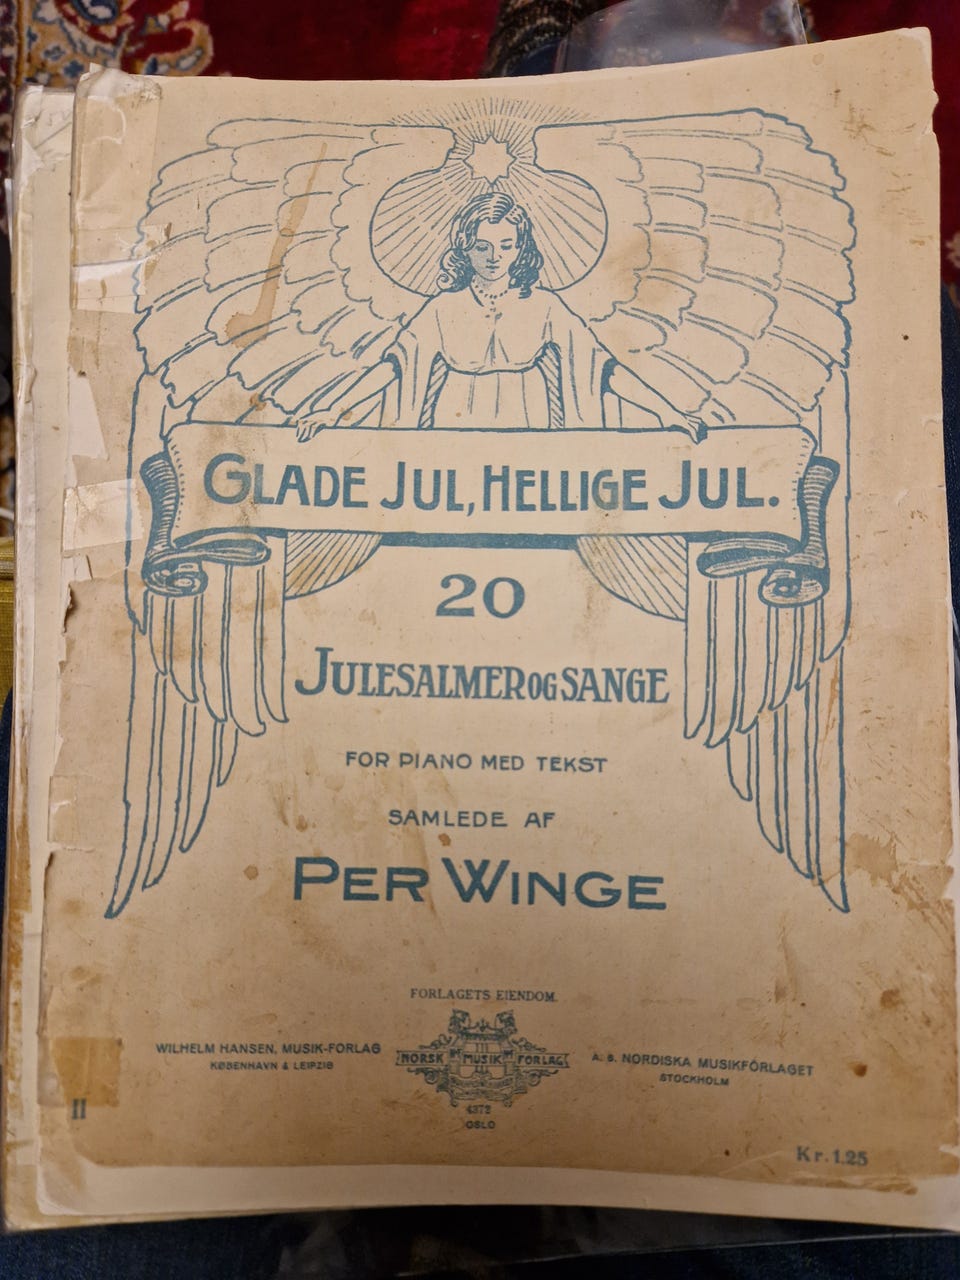 GLADE JUL, HELLIGE JUL.
20
JULESALMER OG SANGE
FOR PIANO MED TEKST
SAMLEDE AF
PER WINGE
FORLAGETS EIENDOM.
WILHELM HANSEN, MUSIK-FORLAG
KØBENHAVN & LEIPZIG
NORSK MUSIK FORLAG
4372
OSLO
A. B. NORDISKA MUSIKFÖRLAGET
STOCKHOLM
II
Kr. 1.25